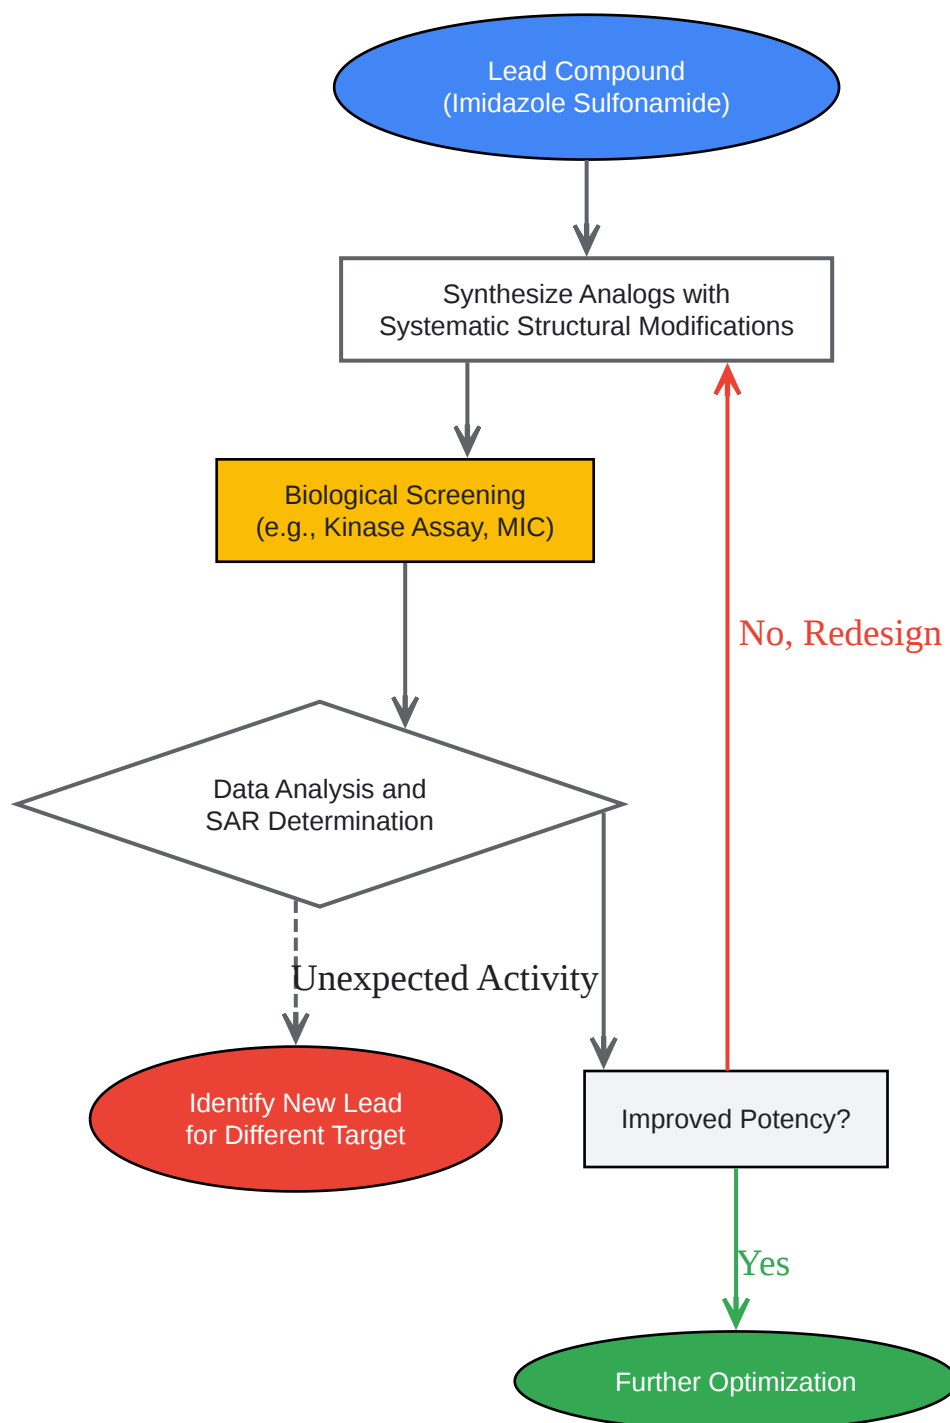 Lead Compound
(Imidazole Sulfonamide)
Synthesize Analogs with
Systematic Structural Modifications
Biological Screening
(e.g., Kinase Assay, MIC)
No, Redesign
Data Analysis and
SAR Determination
Unexpected Activity
Identify New Lead
for Different Target
Improved Potency?
Yes
Further Optimization